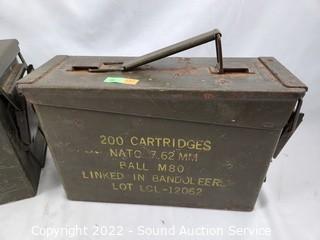 200 CARTRIDGES
NATO 7.62 MM
BALL M80
LINKED IN BANDOLEERS
LOT LCL-12062
Copyright 2022 - Sound Auction Service